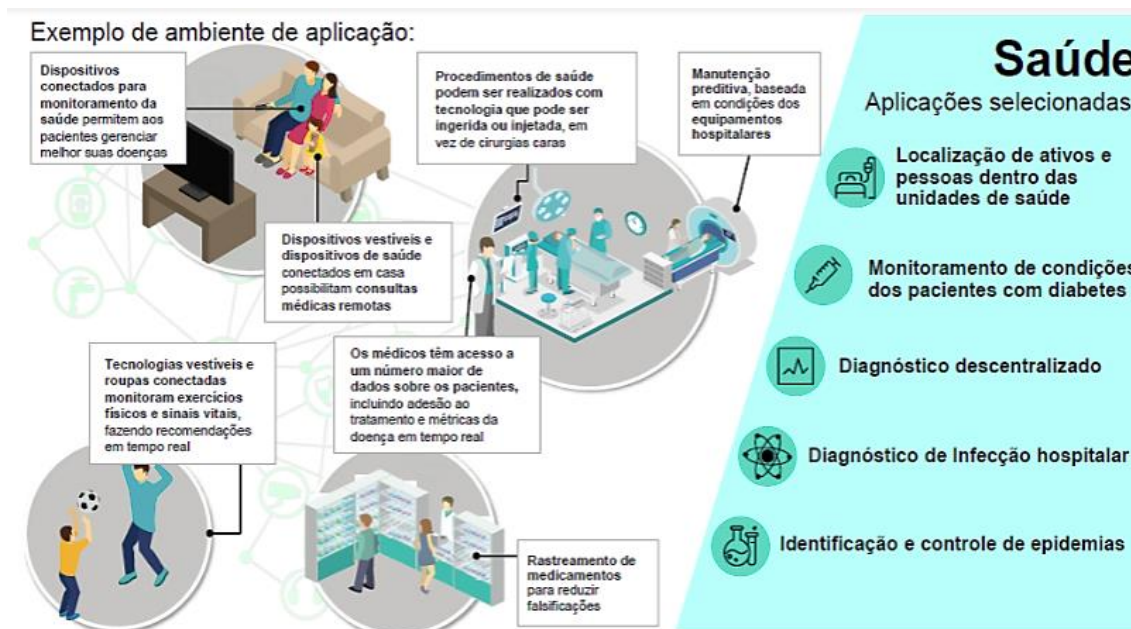 Exemplo de ambiente de aplicação:
Dispositivos
conectados para
monitoramento da
saúde permitem aos
pacientes gerenciar
melhor suas doenças
Procedimentos de saúde
podem ser realizados com
tecnologia que pode ser
ingerida ou injetada, em
vez de cirurgias caras
Manutenção
preditiva, baseada
em condições dos
equipamentos
hospitalares
Dispositivos vestíveis e
dispositivos de saúde
conectados em casa
possibilitam consultas
médicas remotas
Tecnologias vestíveis e
roupas conectadas
monitoram exercícios
físicos e sinais vitais,
fazendo recomendações
em tempo real
Os médicos têm acesso a
um número maior de
dados sobre os pacientes,
incluindo adesão ao
tratamento e métricas da
doença em tempo real
Rastreamento de
medicamentos
para reduzir
falsificações
Saúde
Aplicações selecionadas
Localização de ativos e
pessoas dentro das
unidades de saúde
Monitoramento de condições
dos pacientes com diabetes
Diagnóstico descentralizado
Diagnóstico de Infecção hospitalar
Identificação e controle de epidemias